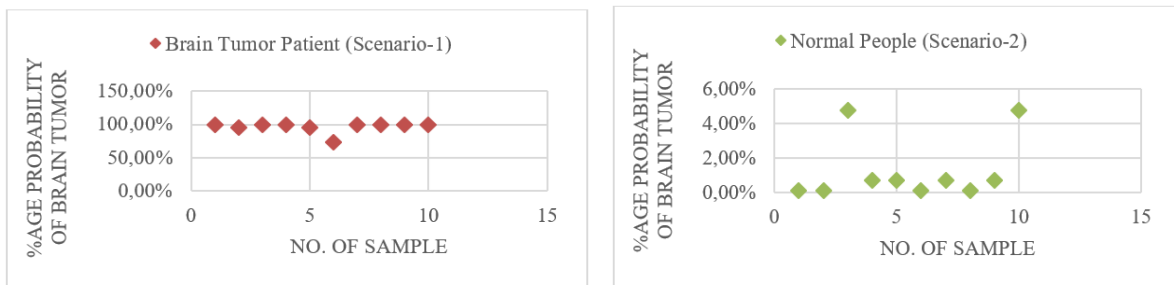 Brain Tumor Patient (Scenario-1)
%AGE PROBABILITY
OF BRAIN TUMOR
150,00%
100,00%
50,00%
0,00%
0
5
10
15
NO. OF SAMPLE
Normal People (Scenario-2)
%AGE PROBABILITY
OF BRAIN TUMOR
6,00%
4,00%
2,00%
0,00%
0
5
10
15
NO. OF SAMPLE